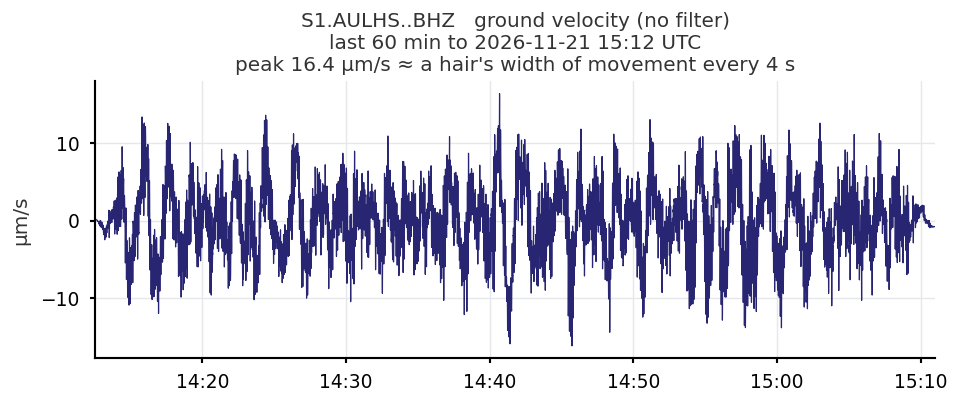 S1.AULHS..BHZ   ground velocity (no filter)
last 60 min to 2026-11-21 15:12 UTC
peak 16.4 µm/s ≈ a hair's width of movement every 4 s
µm/s
10
0
−10
14:20 14:30 14:40 14:50 15:00 15:10